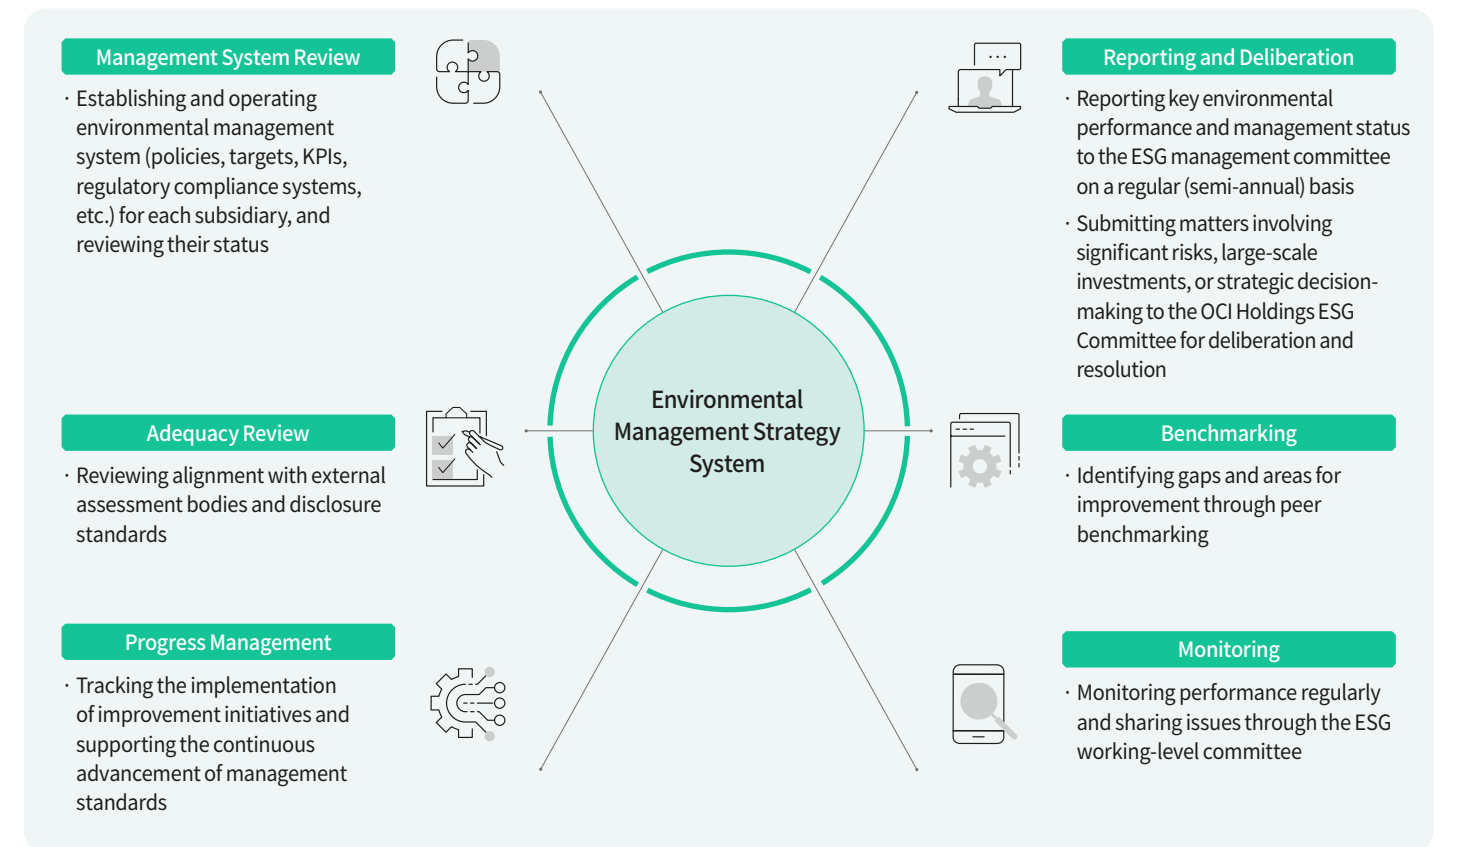 Management System Review
· Establishing and operating
environmental management
system (policies, targets, KPIs,
regulatory compliance systems,
etc.) for each subsidiary, and
reviewing their status
Adequacy Review
· Reviewing alignment with external
assessment bodies and disclosure
standards
Progress Management
· Tracking the implementation
of improvement initiatives and
supporting the continuous
advancement of management
standards
Environmental
Management Strategy
System
Reporting and Deliberation
· Reporting key environmental
performance and management status
to the ESG management committee
on a regular (semi-annual) basis
· Submitting matters involving
significant risks, large-scale
investments, or strategic decision-
making to the OCI Holdings ESG
Committee for deliberation and
resolution
Benchmarking
· Identifying gaps and areas for
improvement through peer
benchmarking
Monitoring
· Monitoring performance regularly
and sharing issues through the ESG
working-level committee